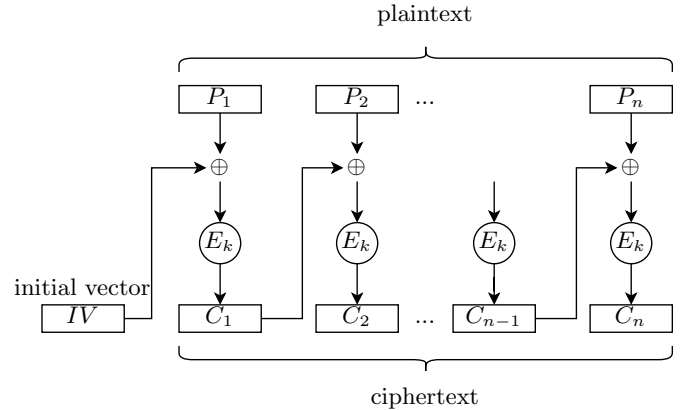 plaintext
P₁ P₂ ... Pₙ
⊕ ⊕ ⊕
Eₖ Eₖ Eₖ Eₖ
initial vector
IV C₁ C₂ ... Cₙ₋₁ Cₙ
ciphertext